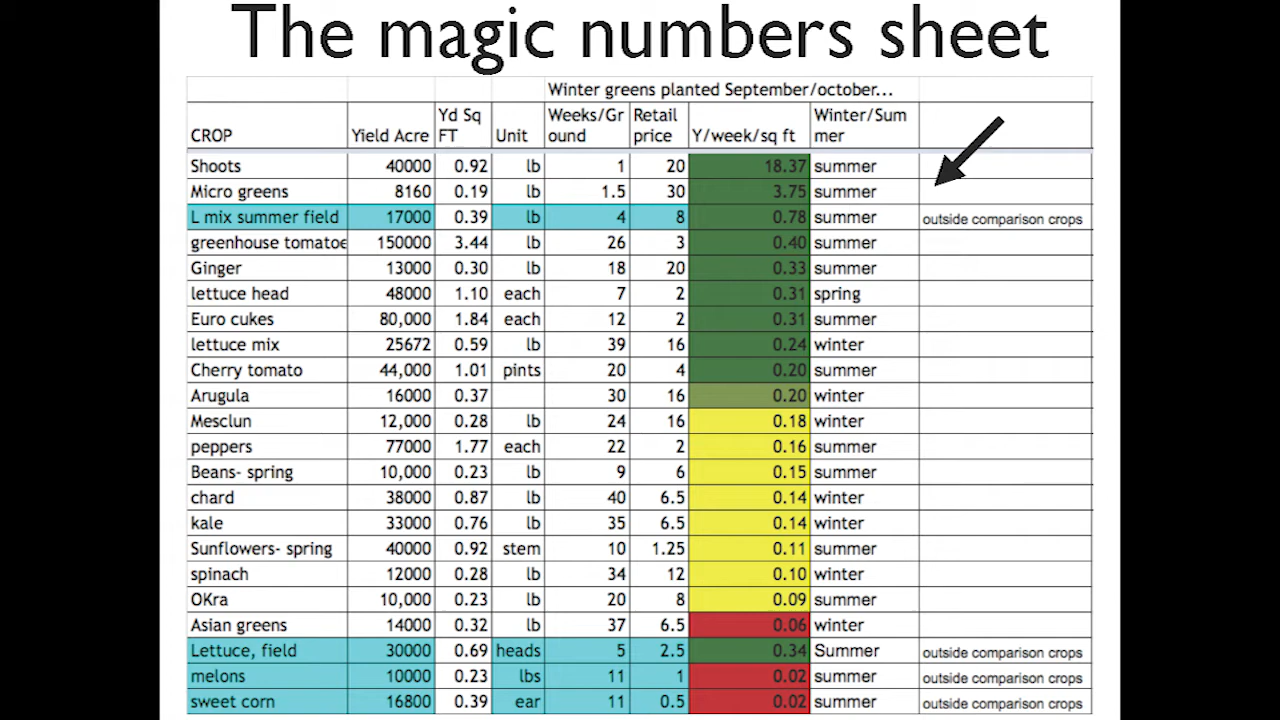 The magic numbers sheet
Winter greens planted September/october...
CROP Yield Acre Yd Sq FT Unit Weeks/Ground Retail price Y/week/sq ft Winter/Summer
Shoots 40000 0.92 lb 1 20 18.37 summer
Micro greens 8160 0.19 lb 1.5 30 3.75 summer
L mix summer field 17000 0.39 lb 4 8 0.78 summer outside comparison crops
greenhouse tomatoe 150000 3.44 lb 26 3 0.40 summer
Ginger 13000 0.30 lb 18 20 0.33 summer
lettuce head 48000 1.10 each 7 2 0.31 spring
Euro cukes 80,000 1.84 each 12 2 0.31 summer
lettuce mix 25672 0.59 lb 39 16 0.24 winter
Cherry tomato 44,000 1.01 pints 20 4 0.20 summer
Arugula 16000 0.37 30 16 0.20 winter
Mesclun 12,000 0.28 lb 24 16 0.18 winter
peppers 77000 1.77 each 22 2 0.16 summer
Beans- spring 10,000 0.23 lb 9 6 0.15 summer
chard 38000 0.87 lb 40 6.5 0.14 winter
kale 33000 0.76 lb 35 6.5 0.14 winter
Sunflowers- spring 40000 0.92 stem 10 1.25 0.11 summer
spinach 12000 0.28 lb 34 12 0.10 winter
OKra 10,000 0.23 lb 20 8 0.09 summer
Asian greens 14000 0.32 lb 37 6.5 0.06 winter
Lettuce, field 30000 0.69 heads 5 2.5 0.34 Summer outside comparison crops
melons 10000 0.23 lbs 11 1 0.02 summer outside comparison crops
sweet corn 16800 0.39 ear 11 0.5 0.02 summer outside comparison crops